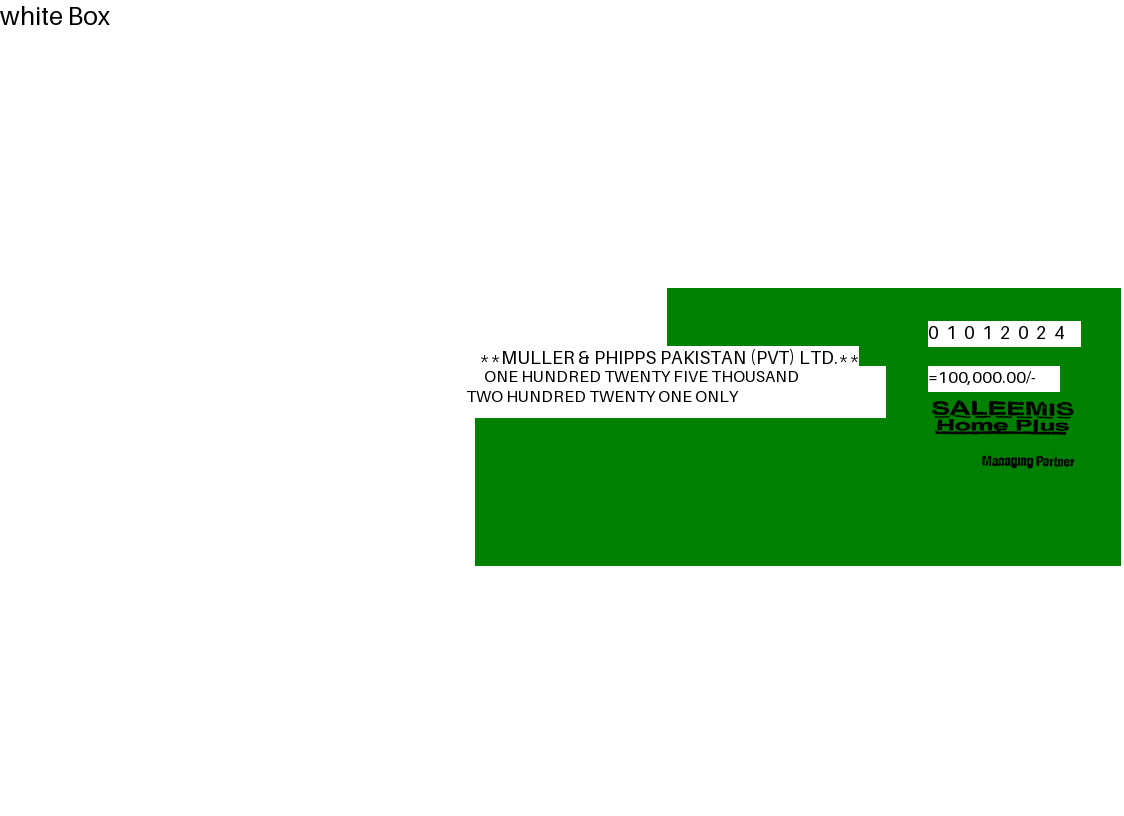 white Box
0 1 0 1 2 0 2 4
**MULLER & PHIPPS PAKISTAN (PVT) LTD.**
ONE HUNDRED TWENTY FIVE THOUSAND
=100,000.00/-
TWO HUNDRED TWENTY ONE ONLY
SALEEMIS
Home Plus
Managing Partner